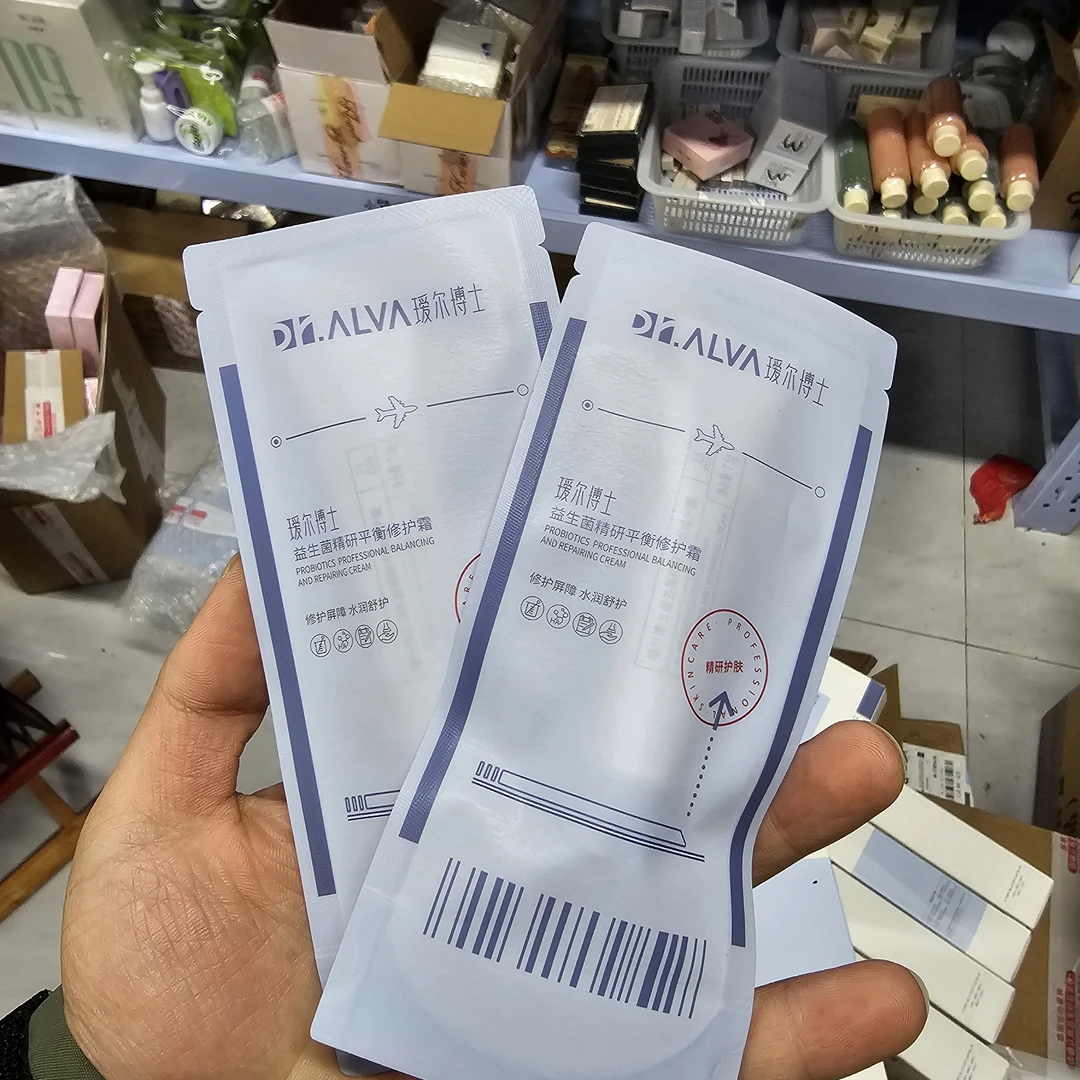 DR.ALVA 瑷尔博士
瑷尔博士
益生菌精研平衡修护霜
PROBIOTICS PROFESSIONAL BALANCING
AND REPAIRING CREAM
修护屏障 水润舒护
HA
DR.ALVA 瑷尔博士
瑷尔博士
益生菌精研平衡修护霜
PROBIOTICS PROFESSIONAL BALANCING
AND REPAIRING CREAM
修护屏障 水润舒护
HA
SKINCARE · PROFESSIONAL ·
精研护肤